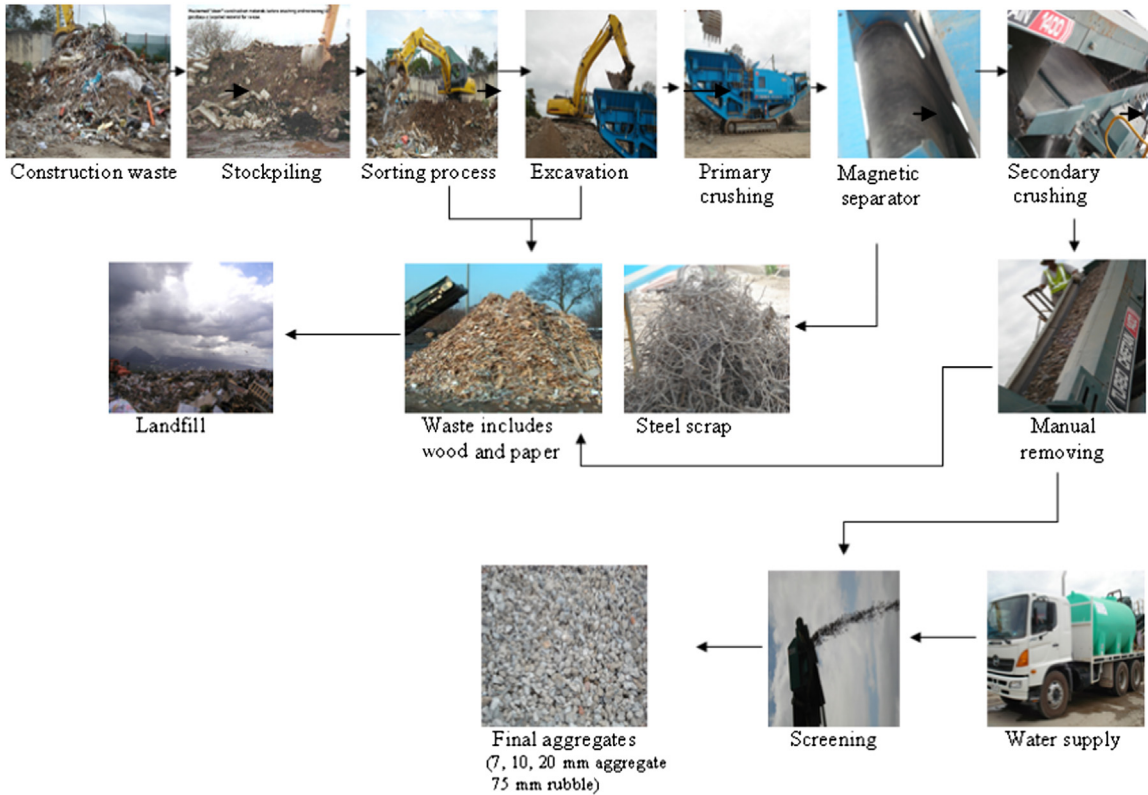 Construction waste
Stockpiling
Sorting process
Excavation
Primary
crushing
Magnetic
separator
Secondary
crushing
1400
Landfill
Waste includes
wood and paper
Steel scrap
Manual
removing
Final aggregates
(7, 10, 20 mm aggregate
75 mm rubble)
Screening
Water supply